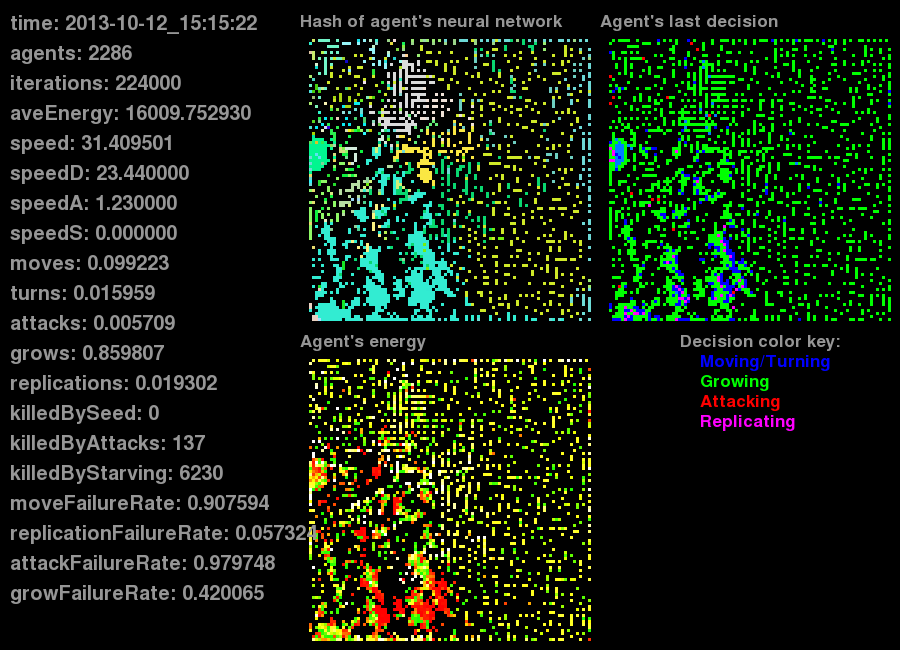 time: 2013-10-12_15:15:22
agents: 2286
iterations: 224000
aveEnergy: 16009.752930
speed: 31.409501
speedD: 23.440000
speedA: 1.230000
speedS: 0.000000
moves: 0.099223
turns: 0.015959
attacks: 0.005709
grows: 0.859807
replications: 0.019302
killedBySeed: 0
killedByAttacks: 137
killedByStarving: 6230
moveFailureRate: 0.907594
replicationFailureRate: 0.057324
attackFailureRate: 0.979748
growFailureRate: 0.420065
Hash of agent's neural network
Agent's last decision
Agent's energy
Decision color key:
Moving/Turning
Growing
Attacking
Replicating